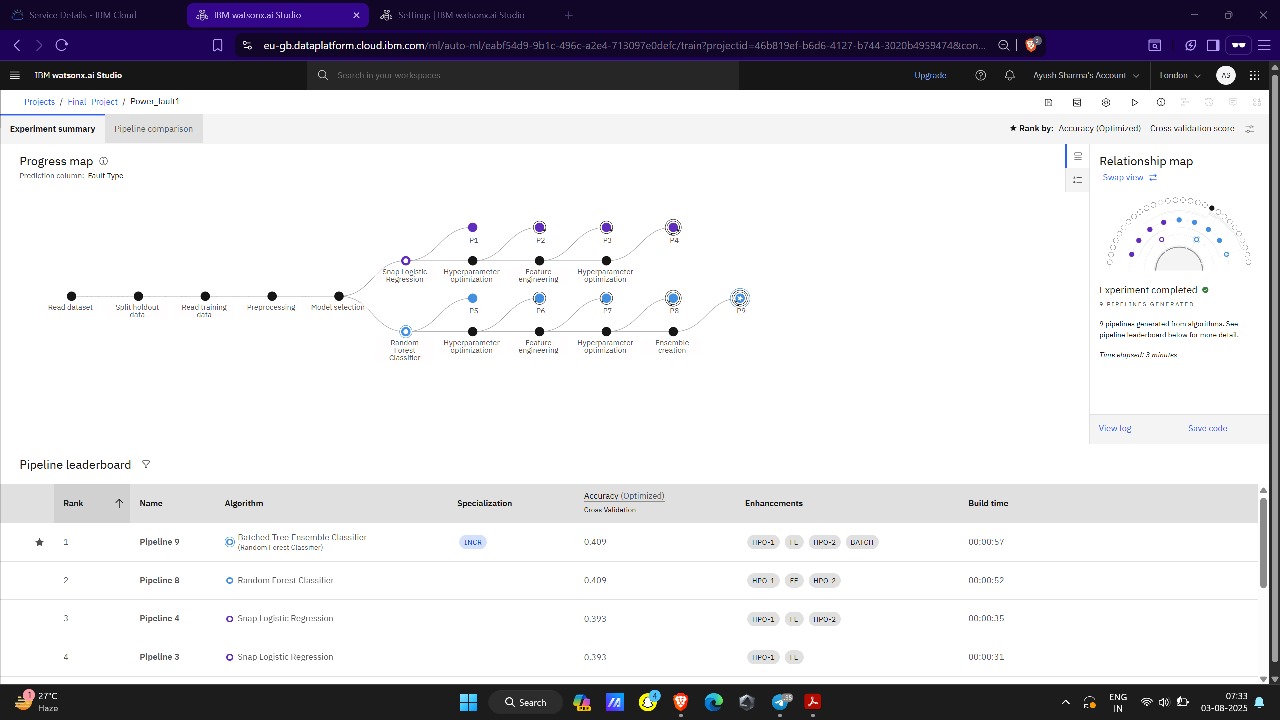 Service Details - IBM Cloud
IBM watsonx.ai Studio
Settings | IBM watsonx.ai Studio
eu-gb.dataplatform.cloud.ibm.com/ml/auto-ml/eabf54d9-9b1c-496c-a2e4-713097e0defc/train?projectid=46b819ef-b6d6-4127-b744-3020b4959474&con...
IBM watsonx.ai Studio
Search in your workspaces
Upgrade
Ayush Sharma's Account
London
AS
Projects / Final_Project / Power_fault1
Experiment summary
Pipeline comparison
Rank by: Accuracy (Optimized) Cross validation score
Progress map
Prediction column: Fault Type
Read dataset
Split holdout data
Read training data
Preprocessing
Model selection
Snap Logistic Regression
P1
Hyperparameter optimization
P2
Feature engineering
P3
Hyperparameter optimization
P4
Random Forest Classifier
P5
Hyperparameter optimization
P6
Feature engineering
P7
Hyperparameter optimization
P8
Ensemble creation
P9
Relationship map
Swap view
Experiment completed
9 PIPELINES GENERATED
9 pipelines generated from algorithms. See
pipeline leaderboard below for more detail.
Time elapsed: 3 minutes
View log
Save code
Pipeline leaderboard
Rank Name Algorithm Specialization Accuracy (Optimized) Enhancements Build time
Cross Validation
1 Pipeline 9 Batched Tree Ensemble Classifier INCR 0.409 HPO-1 FE HPO-2 BATCH 00:00:57
(Random Forest Classifier)
2 Pipeline 8 Random Forest Classifier 0.409 HPO-1 FE HPO-2 00:00:52
3 Pipeline 4 Snap Logistic Regression 0.393 HPO-1 FE HPO-2 00:00:35
4 Pipeline 3 Snap Logistic Regression 0.393 HPO-1 FE 00:00:31
1
27°C
Haze
Search
ENG
IN
07:33
03-08-2025